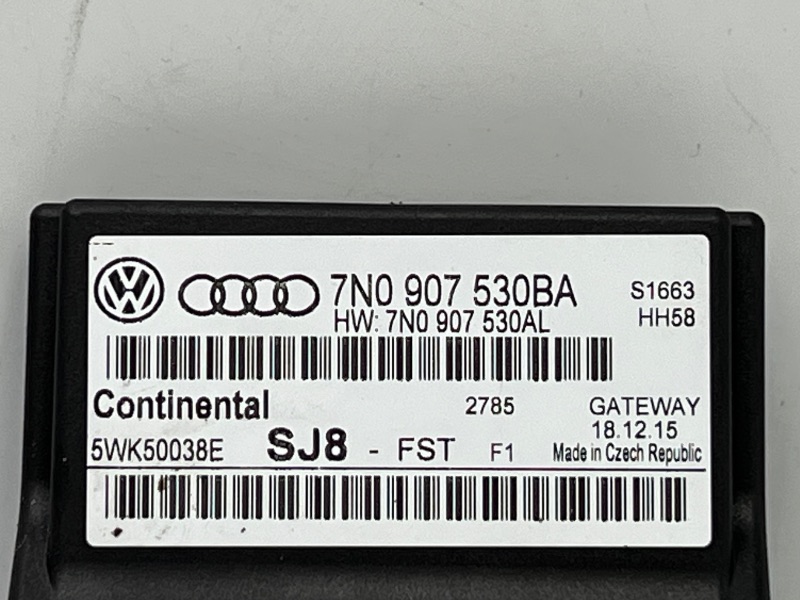 7N0 907 530BA S1663
HW: 7N0 907 530AL HH58
Continental 2785 GATEWAY
18.12.15
5WK50038E SJ8 - FST F1 Made in Czech Republic